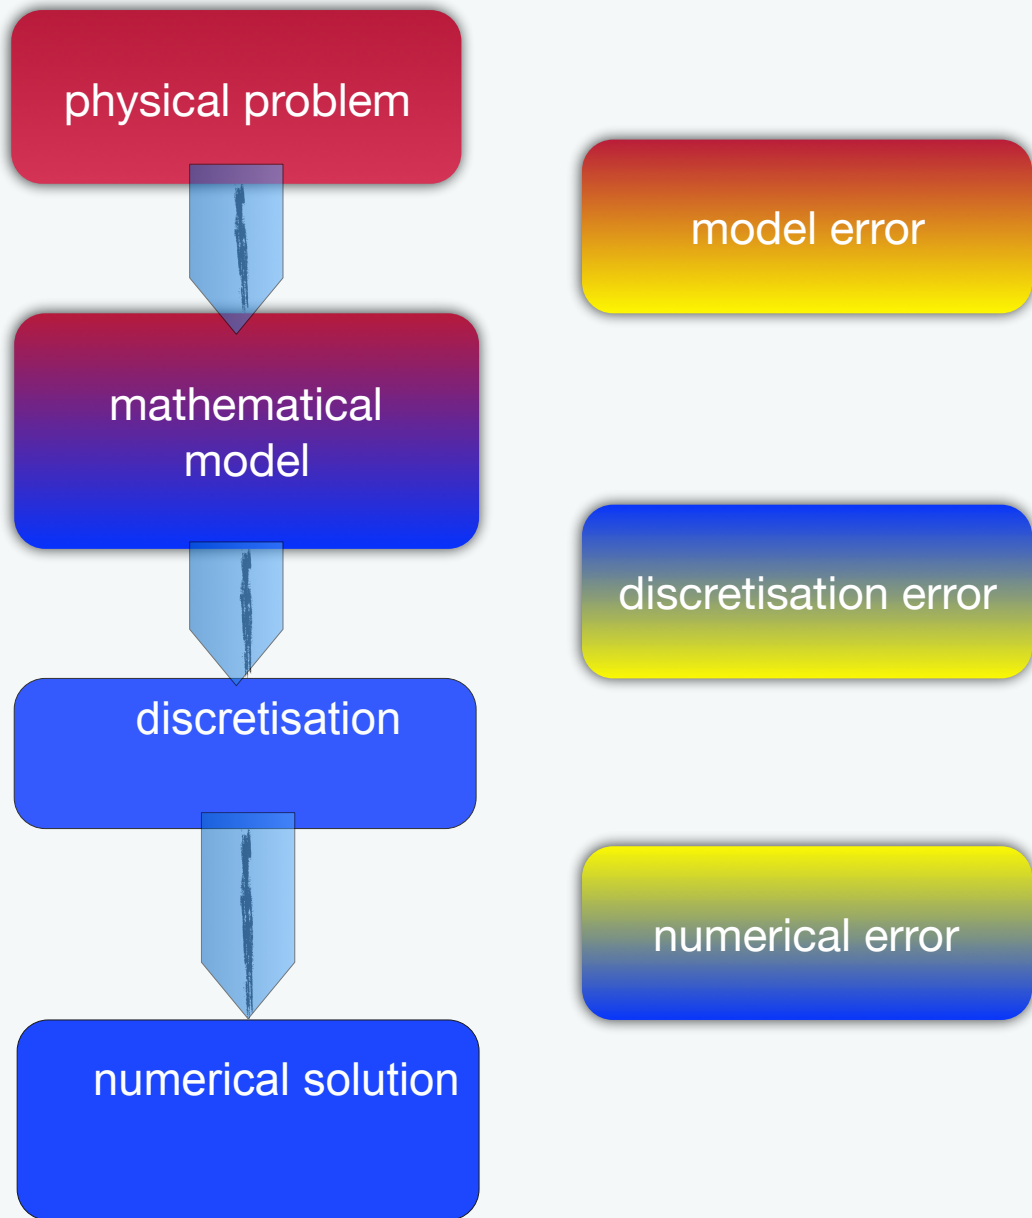 physical problem
model error
mathematical
model
discretisation error
discretisation
numerical error
numerical solution